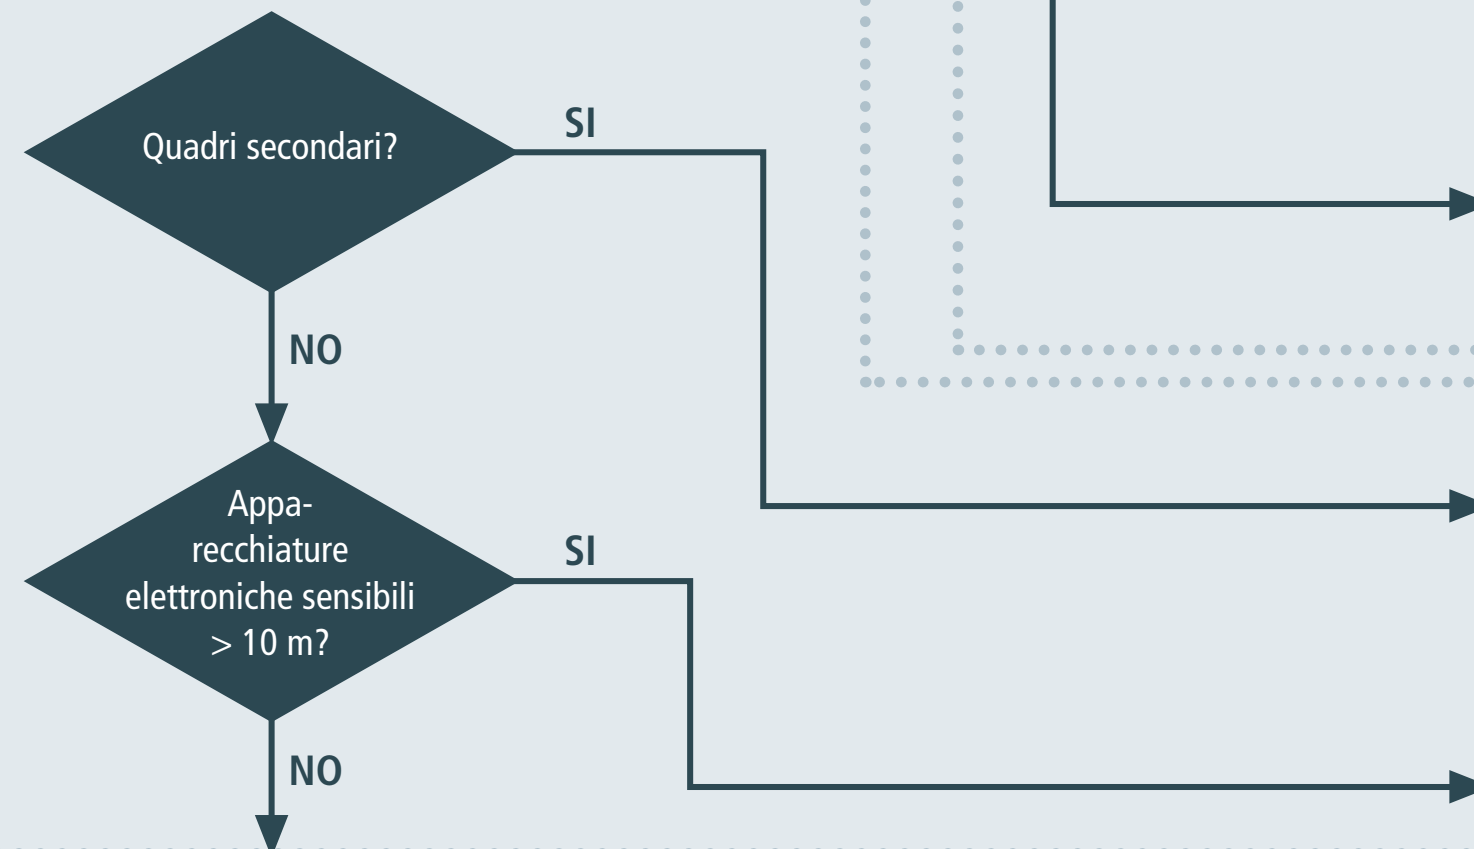 Quadri secondari?
SI
NO
Appa-
recchiature
elettroniche sensibili
> 10 m?
SI
NO